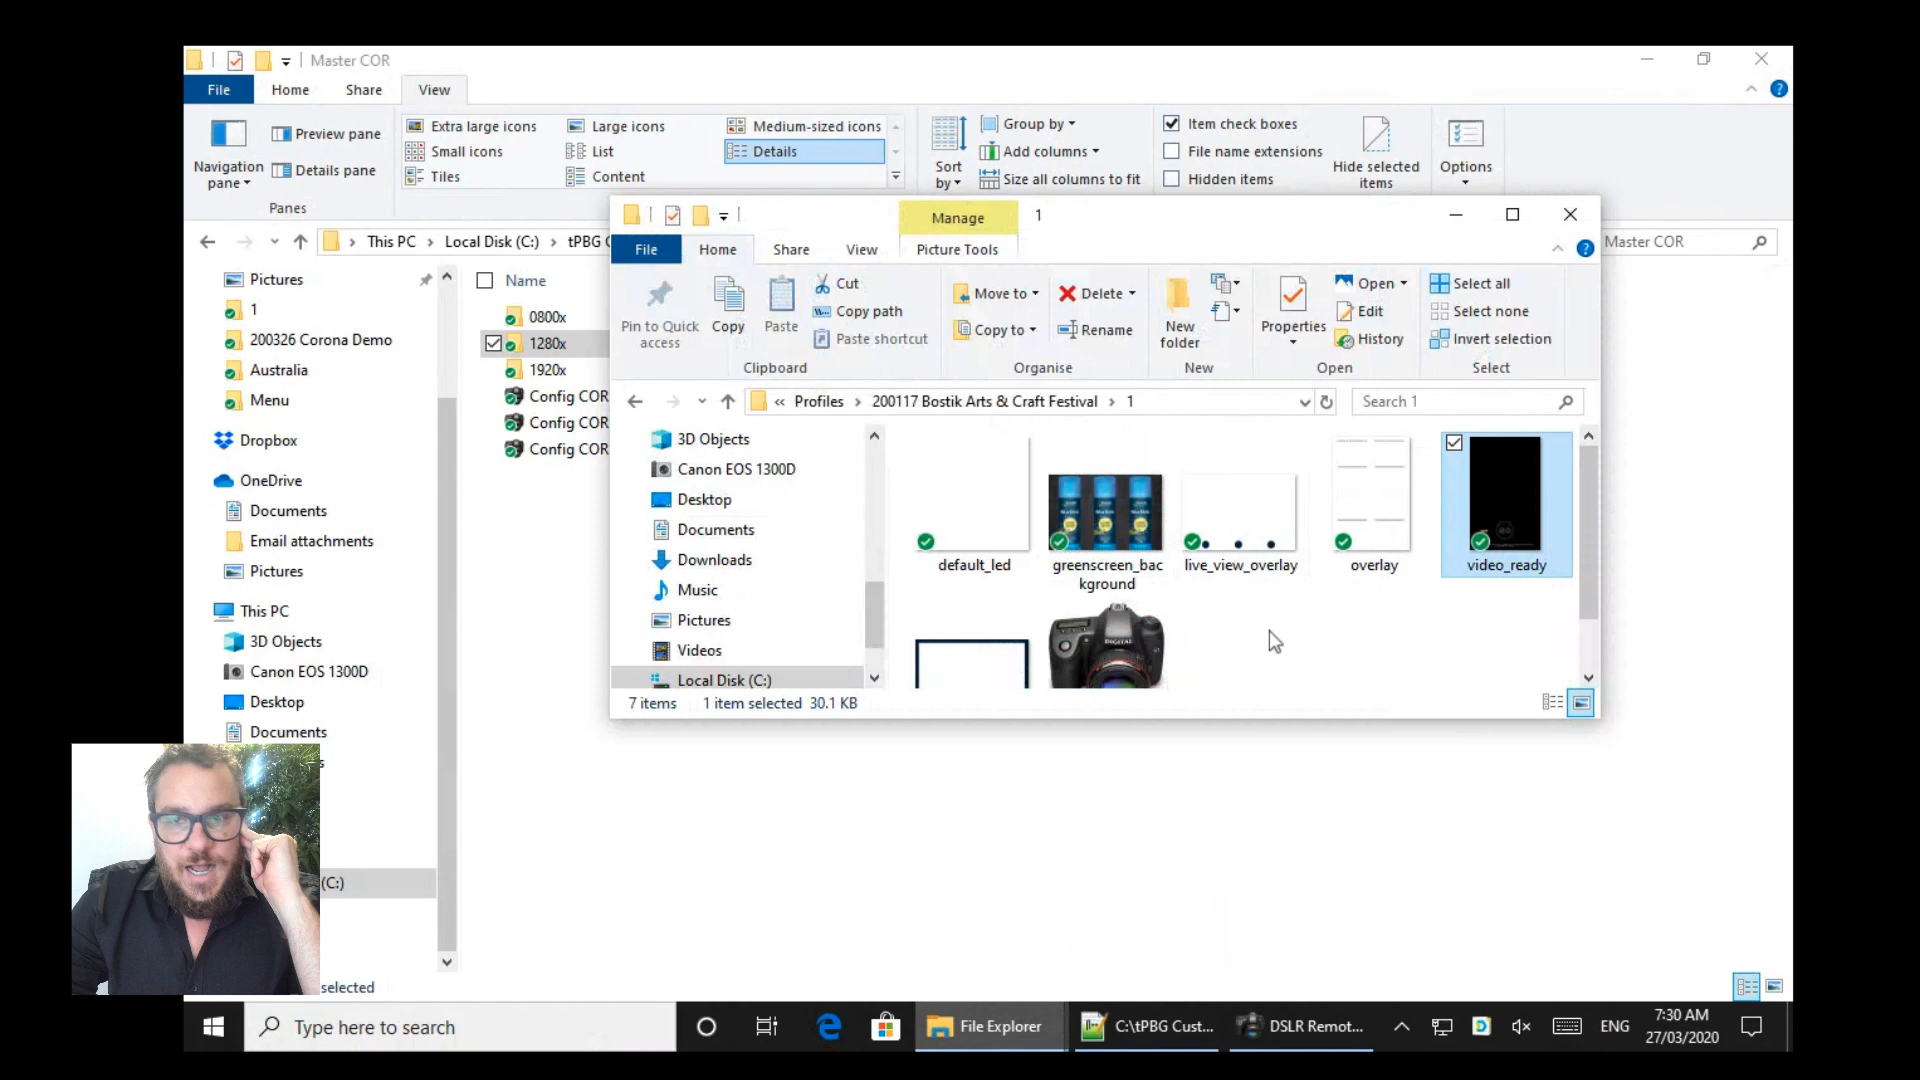 Master COR
File Home Share View
Navigation pane
Preview pane
Details pane
Panes
Extra large icons Large icons Medium-sized icons
Small icons List Details
Tiles Content
Sort by
Group by
Add columns
Size all columns to fit
Item check boxes
File name extensions
Hidden items
Hide selected items
Options
This PC > Local Disk (C:) > tPBG
Master COR
Pictures
1
200326 Corona Demo
Australia
Menu
Dropbox
OneDrive
Documents
Email attachments
Pictures
This PC
3D Objects
Canon EOS 1300D
Desktop
Documents
(C:)
selected
Name
0800x
1280x
1920x
Config COR
Config COR
Config COR
Manage 1
File Home Share View Picture Tools
Pin to Quick access
Copy
Paste
Cut
Copy path
Paste shortcut
Clipboard
Move to
Copy to
Delete
Rename
Organise
New folder
New
Properties
Open
Edit
History
Open
Select all
Select none
Invert selection
Select
« Profiles > 200117 Bostik Arts & Craft Festival > 1
Search 1
3D Objects
Canon EOS 1300D
Desktop
Documents
Downloads
Music
Pictures
Videos
Local Disk (C:)
default_led
greenscreen_bac
kground
live_view_overlay
overlay
video_ready
DIGITAL
7 items 1 item selected 30.1 KB
Type here to search
File Explorer
C:\tPBG Cust...
DSLR Remot...
ENG
7:30 AM
27/03/2020